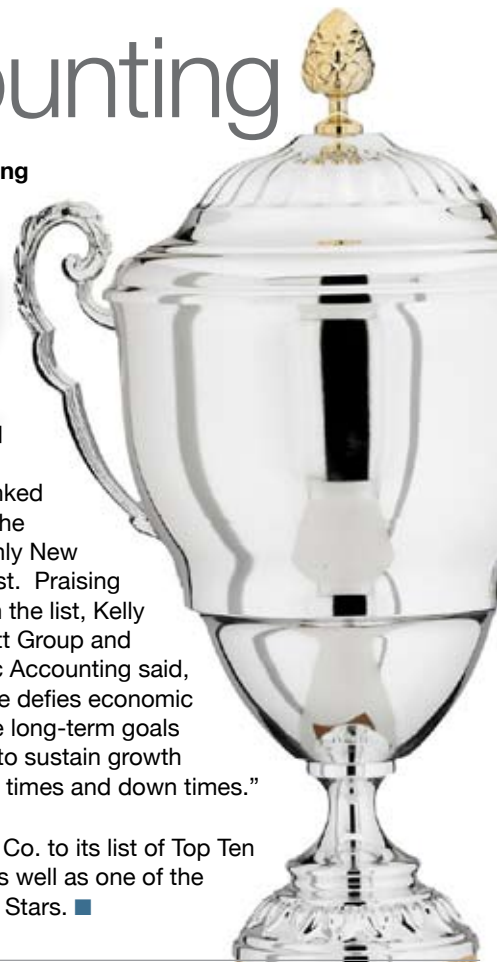 ounting
ng
nked
he
nly New
st. Praising
n the list, Kelly
tt Group and
c Accounting said,
e defies economic
e long-term goals
to sustain growth
times and down times.”
Co. to its list of Top Ten
s well as one of the
Stars. ■